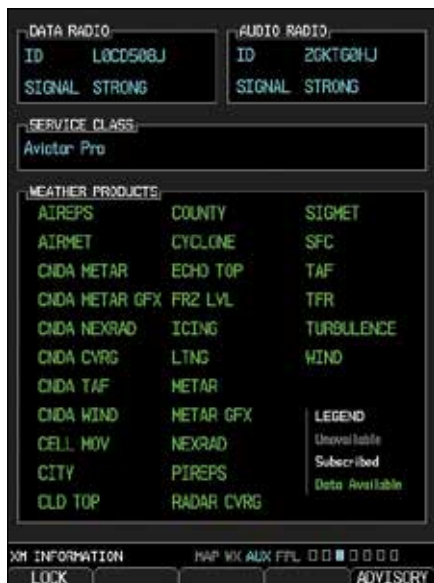 DATA RADIO
ID L0CD508J
SIGNAL STRONG
AUDIO RADIO
ID ZGKTG0HJ
SIGNAL STRONG
SERVICE CLASS
Aviator Pro
WEATHER PRODUCTS
AIREPS COUNTY SIGMET
AIRMET CYCLONE SFC
CNDA METAR ECHO TOP TAF
CNDA METAR GFX FRZ LVL TFR
CNDA NEXRAD ICING TURBULENCE
CNDA CVRG LTNG WIND
CNDA TAF METAR
CNDA WIND METAR GFX
CELL MOV NEXRAD
CITY PIREPS
CLD TOP RADAR CVRG
LEGEND
Unavailable
Subscribed
Data Available
XM INFORMATION MAP WX AUX FPL
LOCK ADVISORY